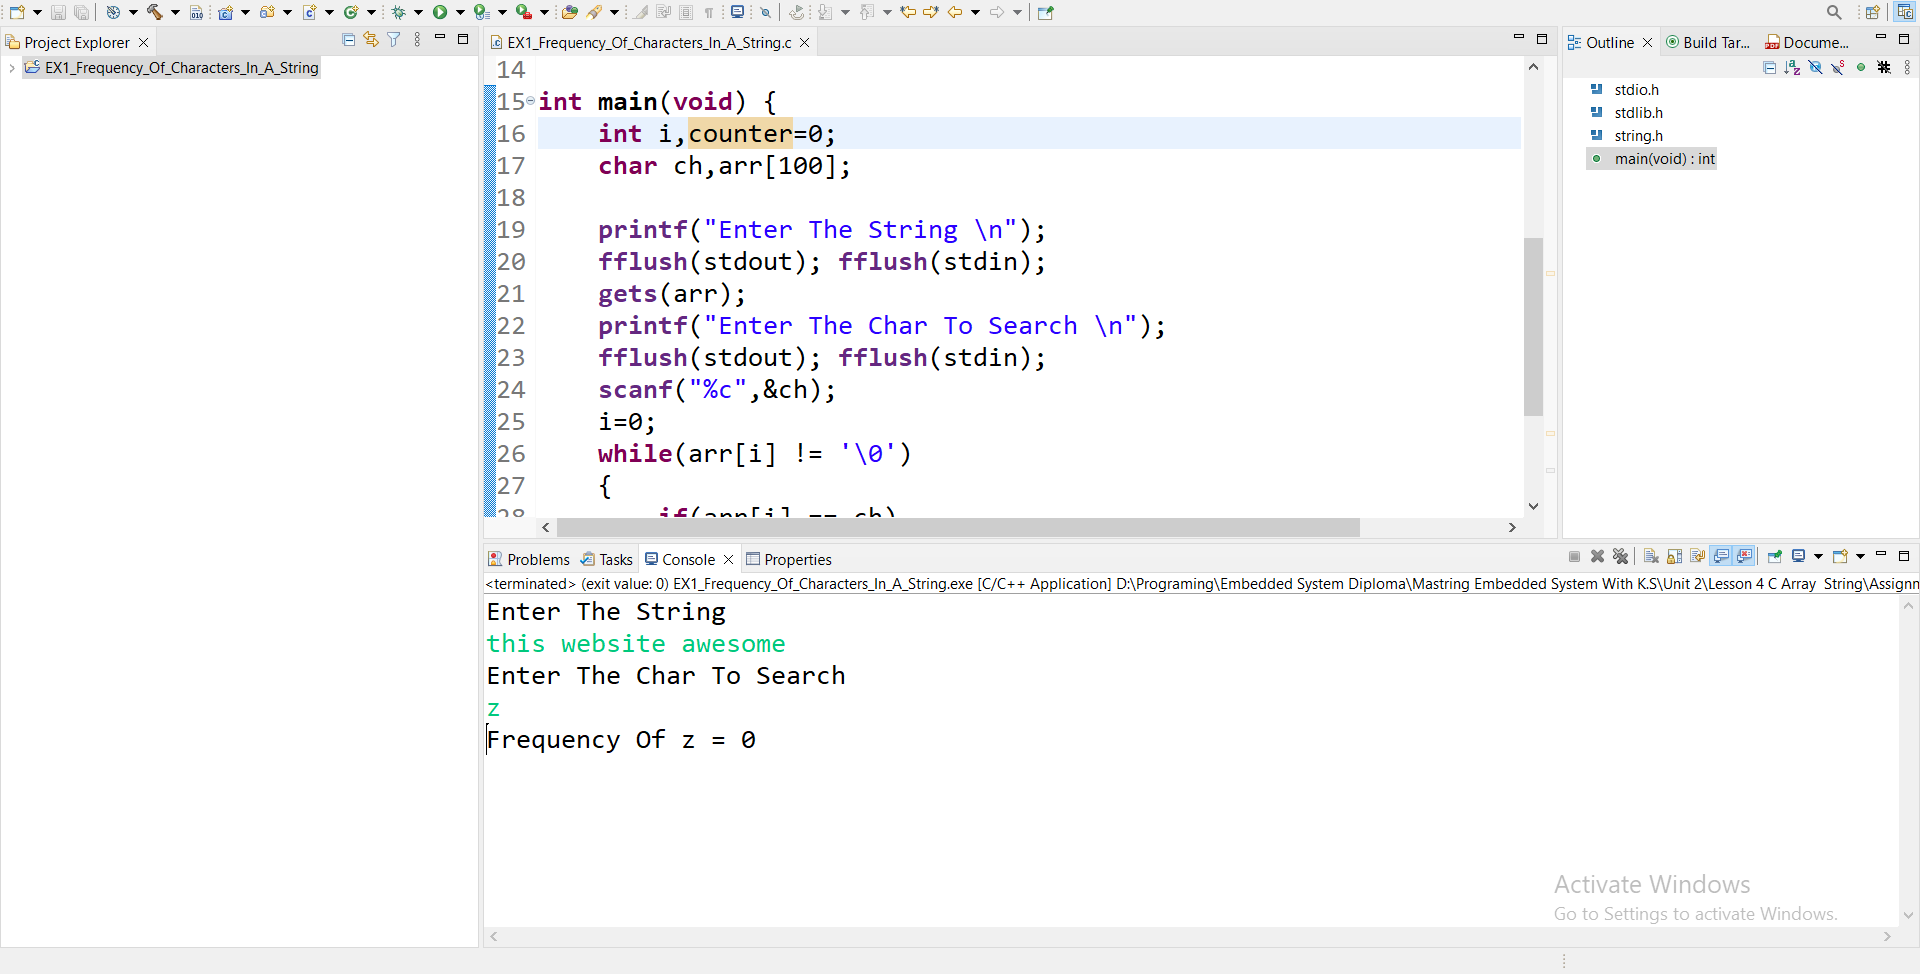 Project Explorer
EX1_Frequency_Of_Characters_In_A_String
EX1_Frequency_Of_Characters_In_A_String.c
14
15 int main(void) {
16 int i,counter=0;
17 char ch,arr[100];
18
19 printf("Enter The String \n");
20 fflush(stdout); fflush(stdin);
21 gets(arr);
22 printf("Enter The Char To Search \n");
23 fflush(stdout); fflush(stdin);
24 scanf("%c",&ch);
25 i=0;
26 while(arr[i] != '\0')
27 {
28 if(arr[i] == ch)
Outline Build Tar... Docume...
stdio.h
stdlib.h
string.h
main(void) : int
Problems Tasks Console Properties
<terminated> (exit value: 0) EX1_Frequency_Of_Characters_In_A_String.exe [C/C++ Application] D:\Programing\Embedded System Diploma\Mastring Embedded System With K.S\Unit 2\Lesson 4 C Array String\Assignn
Enter The String
this website awesome
Enter The Char To Search
z
Frequency Of z = 0
Activate Windows
Go to Settings to activate Windows.